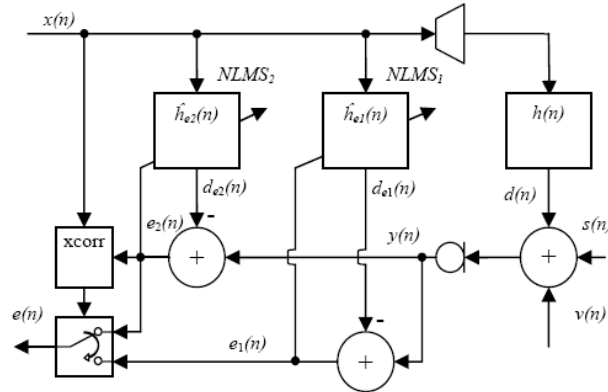 x(n)
NLMS2
NLMS1
ĥe2(n)
ĥe1(n)
h(n)
de2(n)
de1(n)
d(n)
-
e2(n)
y(n)
s(n)
xcorr
+
+
v(n)
e(n)
-
e1(n)
+